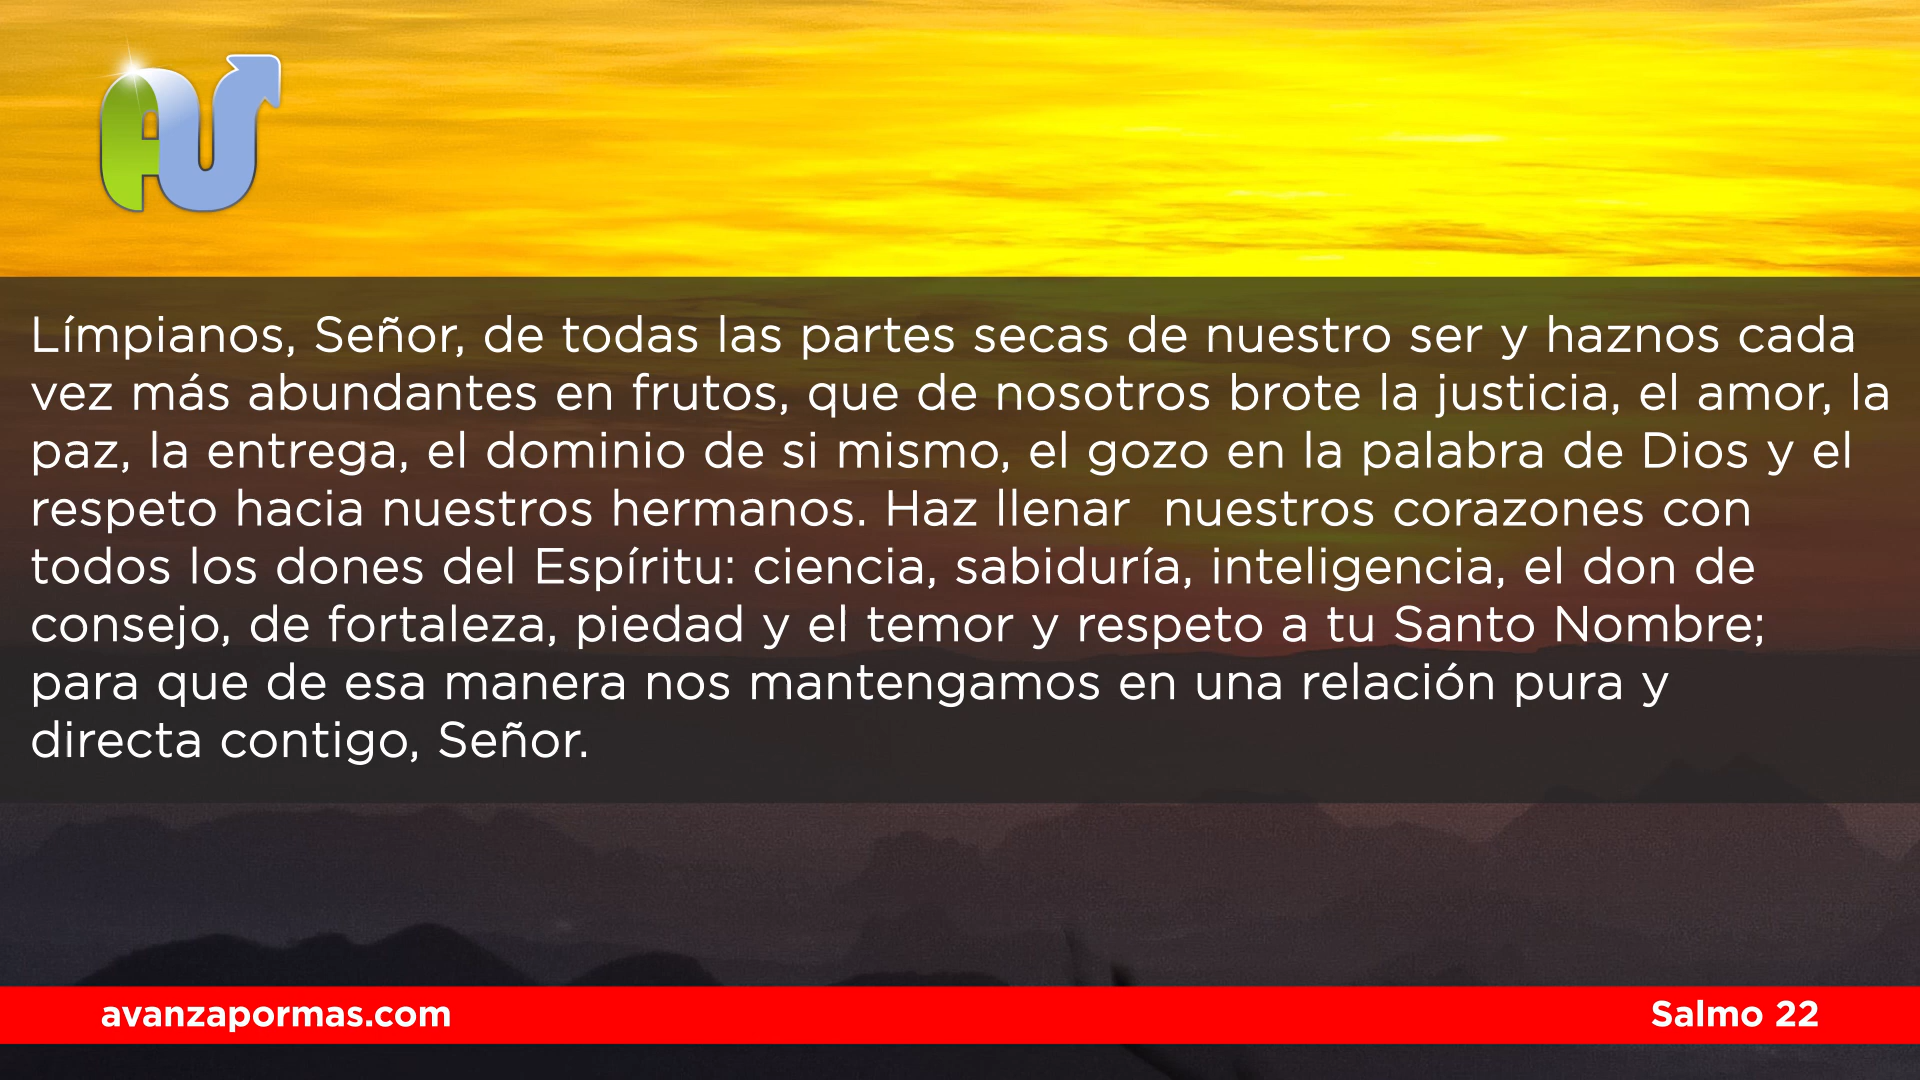 Límpianos, Señor, de todas las partes secas de nuestro ser y haznos cada
vez más abundantes en frutos, que de nosotros brote la justicia, el amor, la
paz, la entrega, el dominio de si mismo, el gozo en la palabra de Dios y el
respeto hacia nuestros hermanos. Haz llenar  nuestros corazones con
todos los dones del Espíritu: ciencia, sabiduría, inteligencia, el don de
consejo, de fortaleza, piedad y el temor y respeto a tu Santo Nombre;
para que de esa manera nos mantengamos en una relación pura y
directa contigo, Señor.
avanzapormas.com
Salmo 22